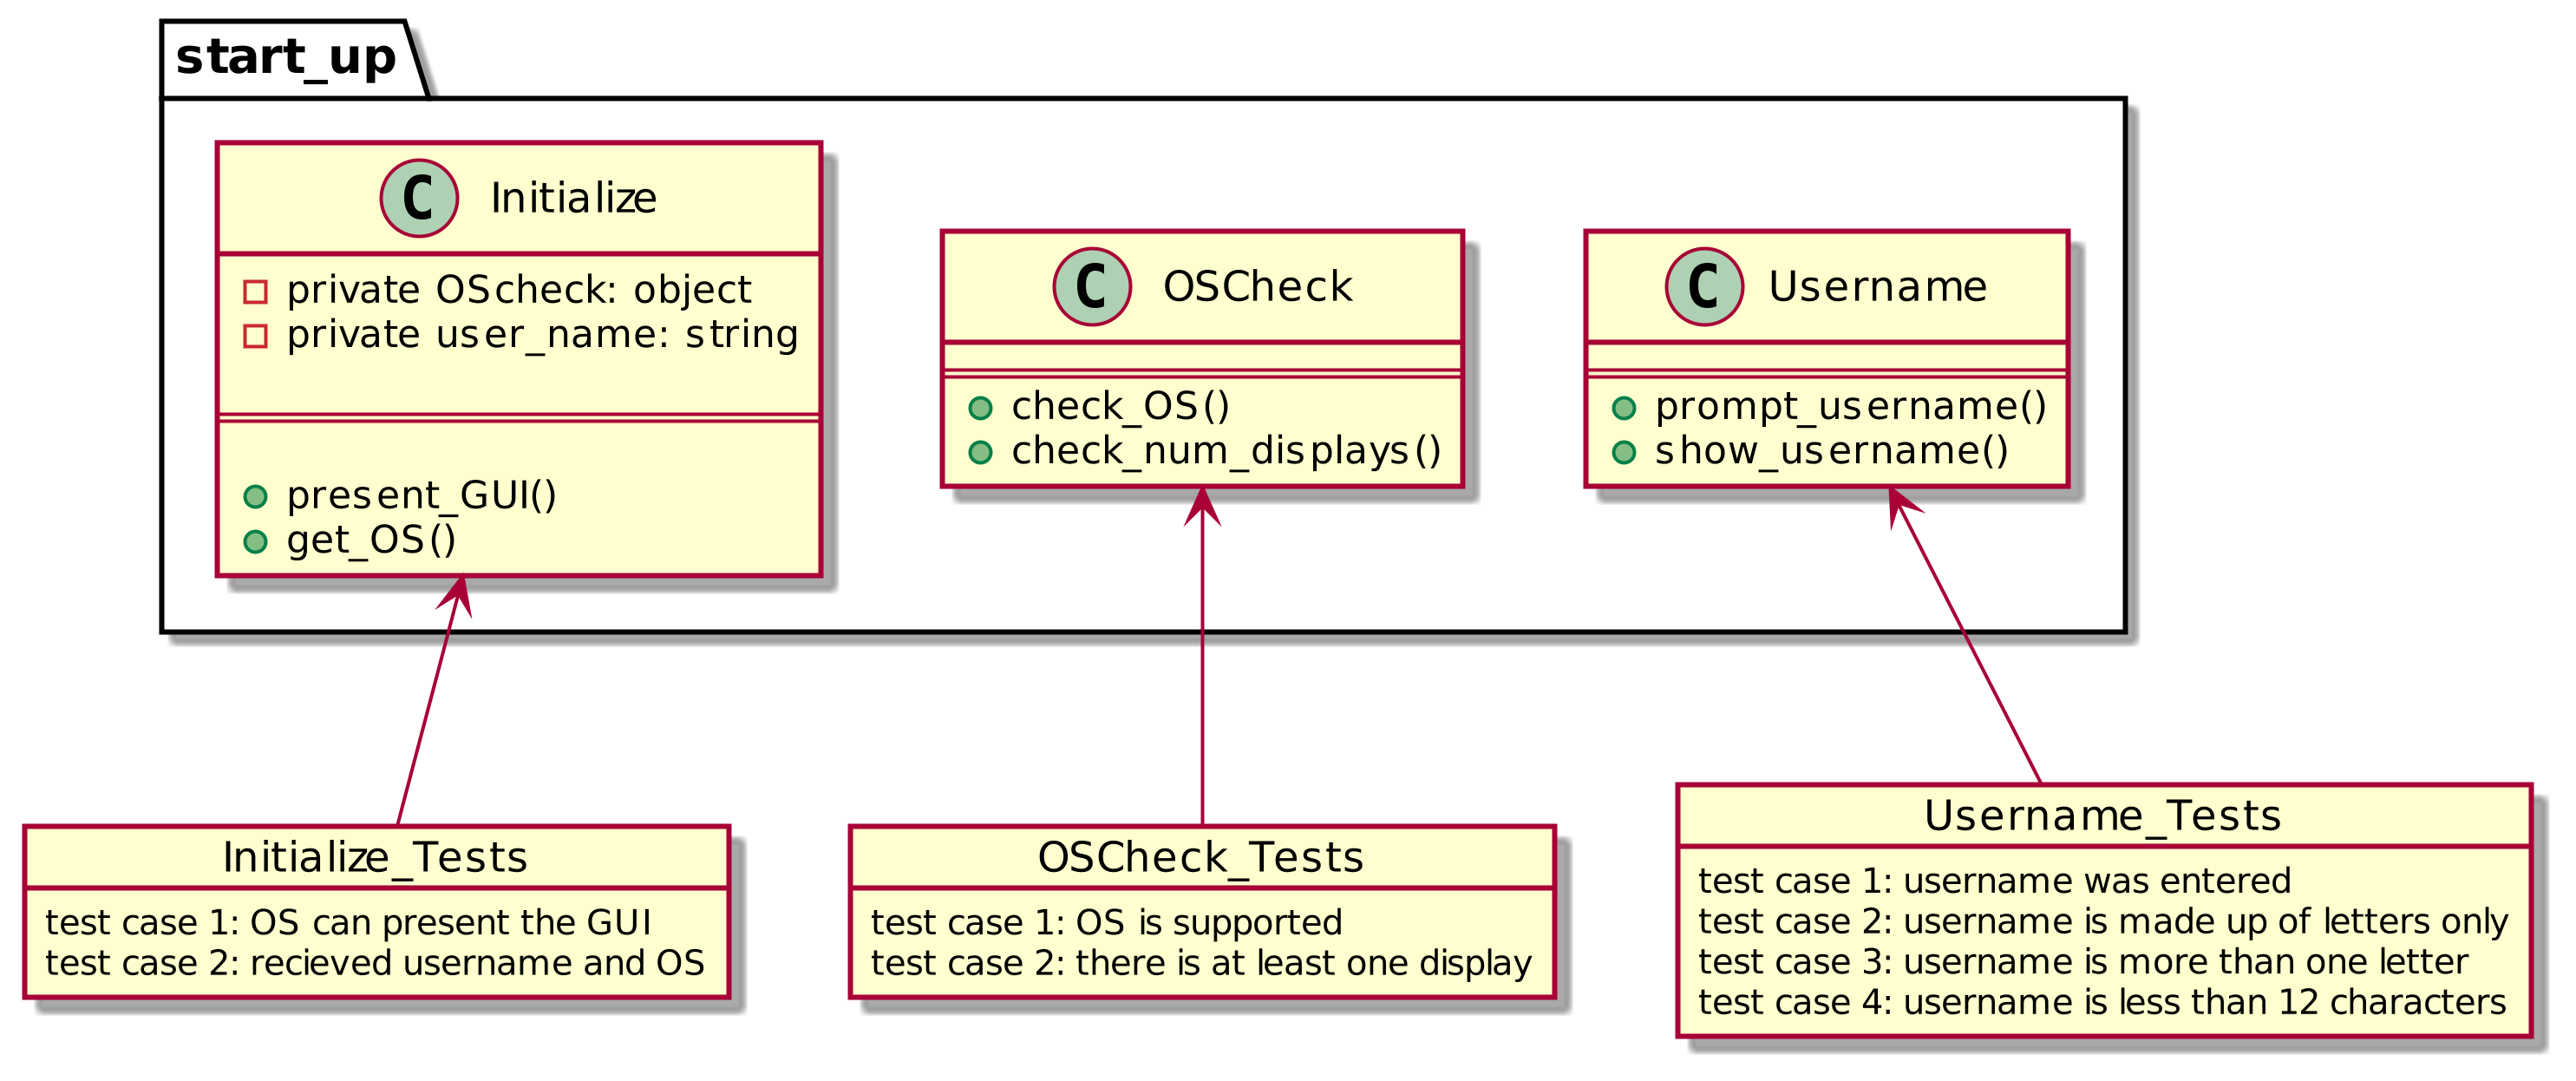 start_up
C Initialize
private OScheck: object
private user_name: string
present_GUI()
get_OS()
C OSCheck
check_OS()
check_num_displays()
C Username
prompt_username()
show_username()
Initialize_Tests
test case 1: OS can present the GUI
test case 2: recieved username and OS
OSCheck_Tests
test case 1: OS is supported
test case 2: there is at least one display
Username_Tests
test case 1: username was entered
test case 2: username is made up of letters only
test case 3: username is more than one letter
test case 4: username is less than 12 characters